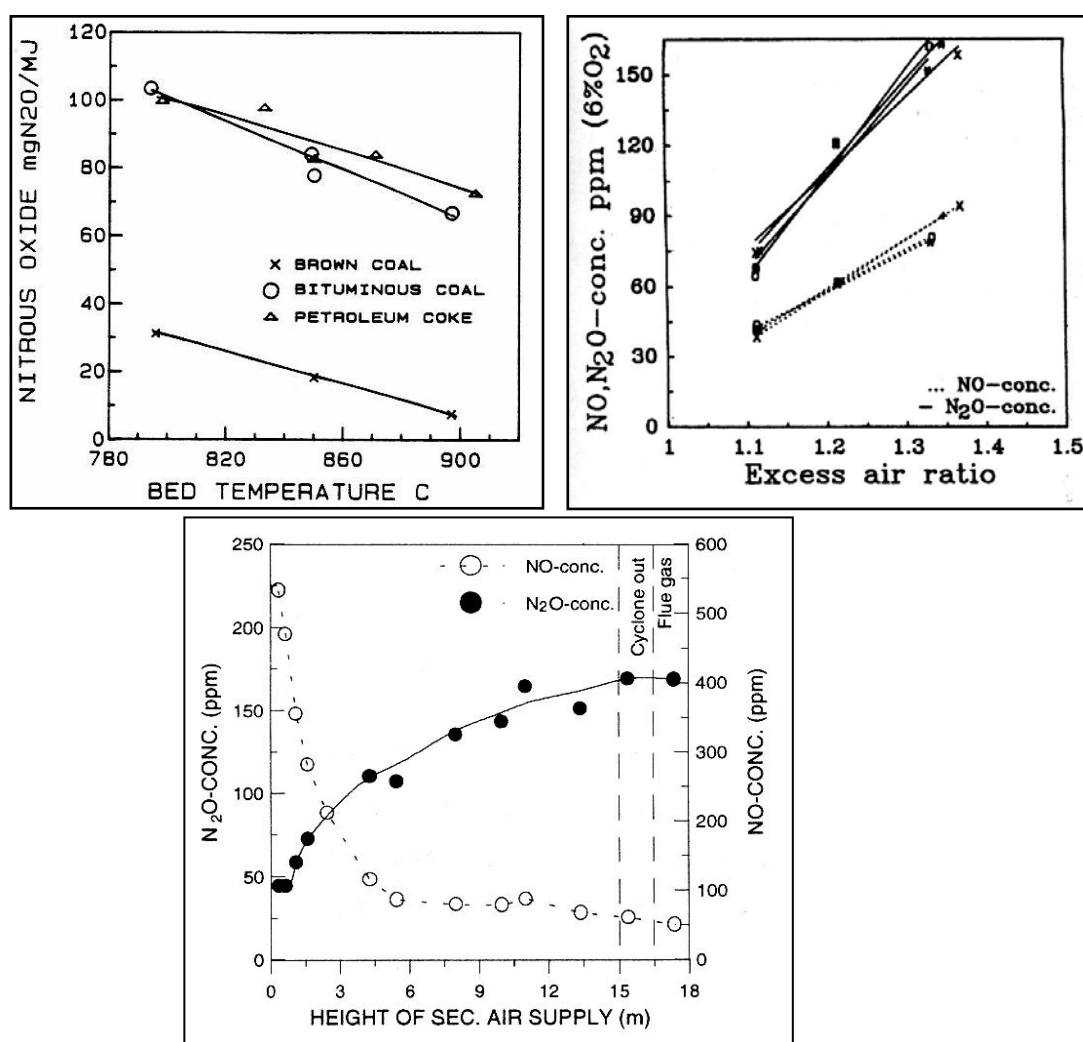 NITROUS OXIDE mgN20/MJ
120
100
80
60
40
20
0
× BROWN COAL
○ BITUMINOUS COAL
△ PETROLEUM COKE
780
820
860
900
BED TEMPERATURE C
NO,N₂O-conc. ppm (6%O₂)
150
120
90
60
30
0
... NO-conc.
— N₂O-conc.
1
1.1
1.2
1.3
1.4
1.5
Excess air ratio
N₂O-CONC. (ppm)
250
200
150
100
50
0
NO-conc.
N₂O-conc.
Cyclone out
Flue gas
600
500
400
300
200
100
0
NO-CONC. (ppm)
0
3
6
9
12
15
18
HEIGHT OF SEC. AIR SUPPLY (m)